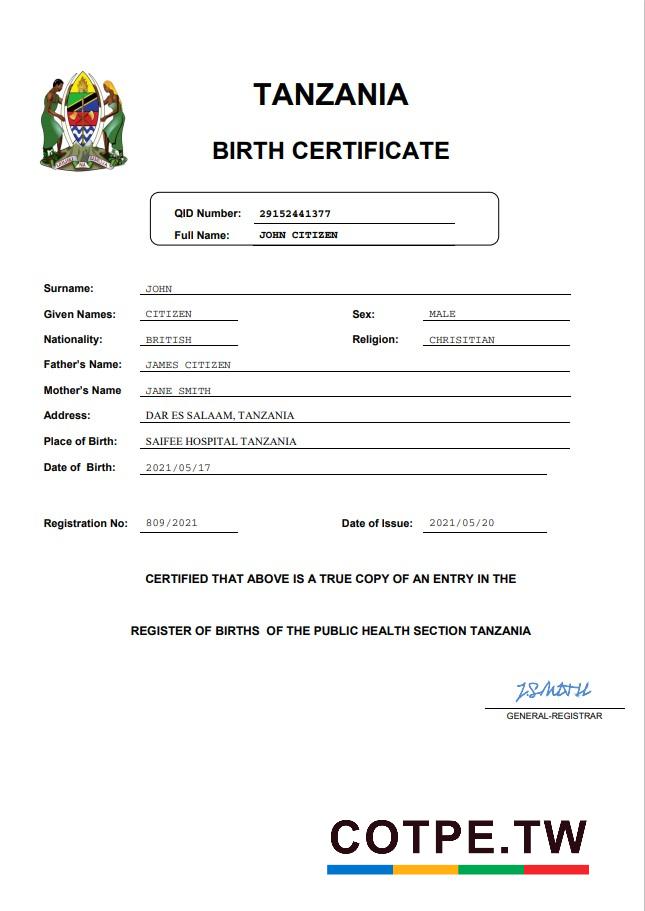 TANZANIA
BIRTH CERTIFICATE
QID Number: 29152441377
Full Name: JOHN CITIZEN
Surname: JOHN
Given Names: CITIZEN Sex: MALE
Nationality: BRITISH Religion: CHRISITIAN
Father's Name: JAMES CITIZEN
Mother's Name JANE SMITH
Address: DAR ES SALAAM, TANZANIA
Place of Birth: SAIFEE HOSPITAL TANZANIA
Date of Birth: 2021/05/17
Registration No: 809/2021 Date of Issue: 2021/05/20
CERTIFIED THAT ABOVE IS A TRUE COPY OF AN ENTRY IN THE
REGISTER OF BIRTHS OF THE PUBLIC HEALTH SECTION TANZANIA
J.SMITH
GENERAL-REGISTRAR
COTPE.TW